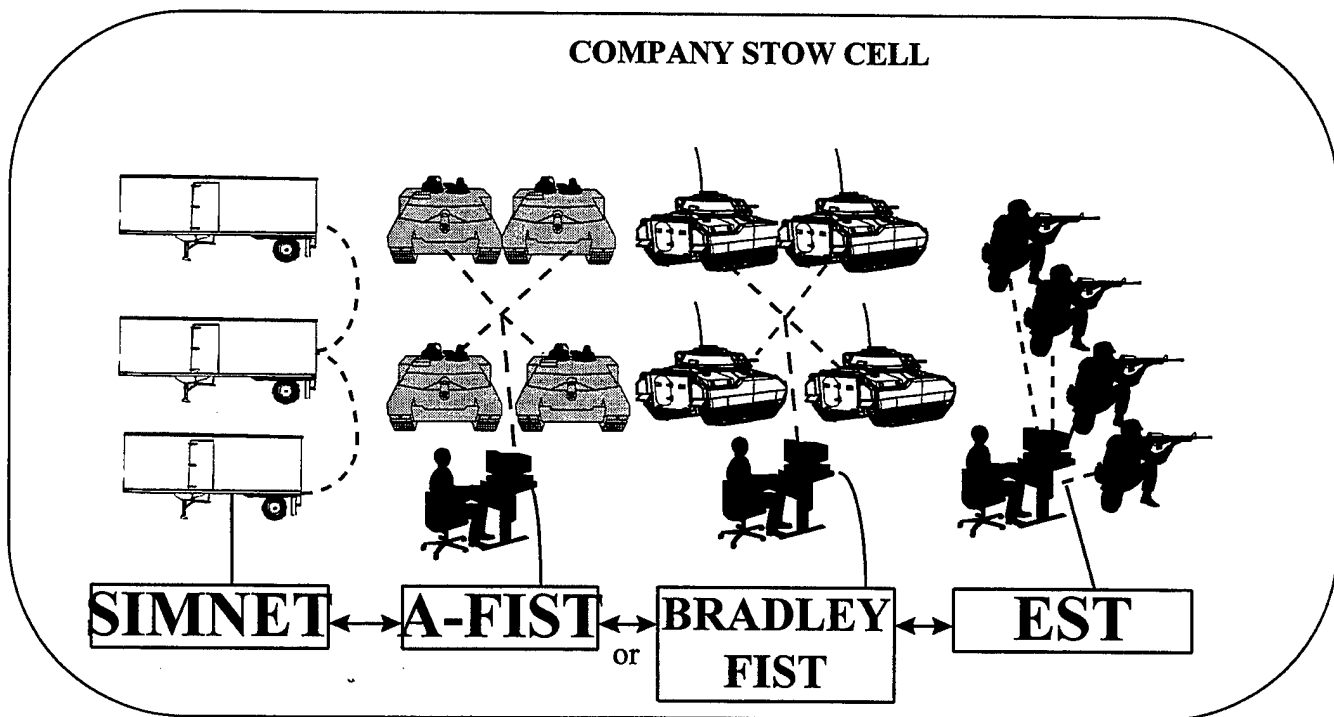 COMPANY STOW CELL
SIMNET
A-FIST
or
BRADLEY
FIST
EST